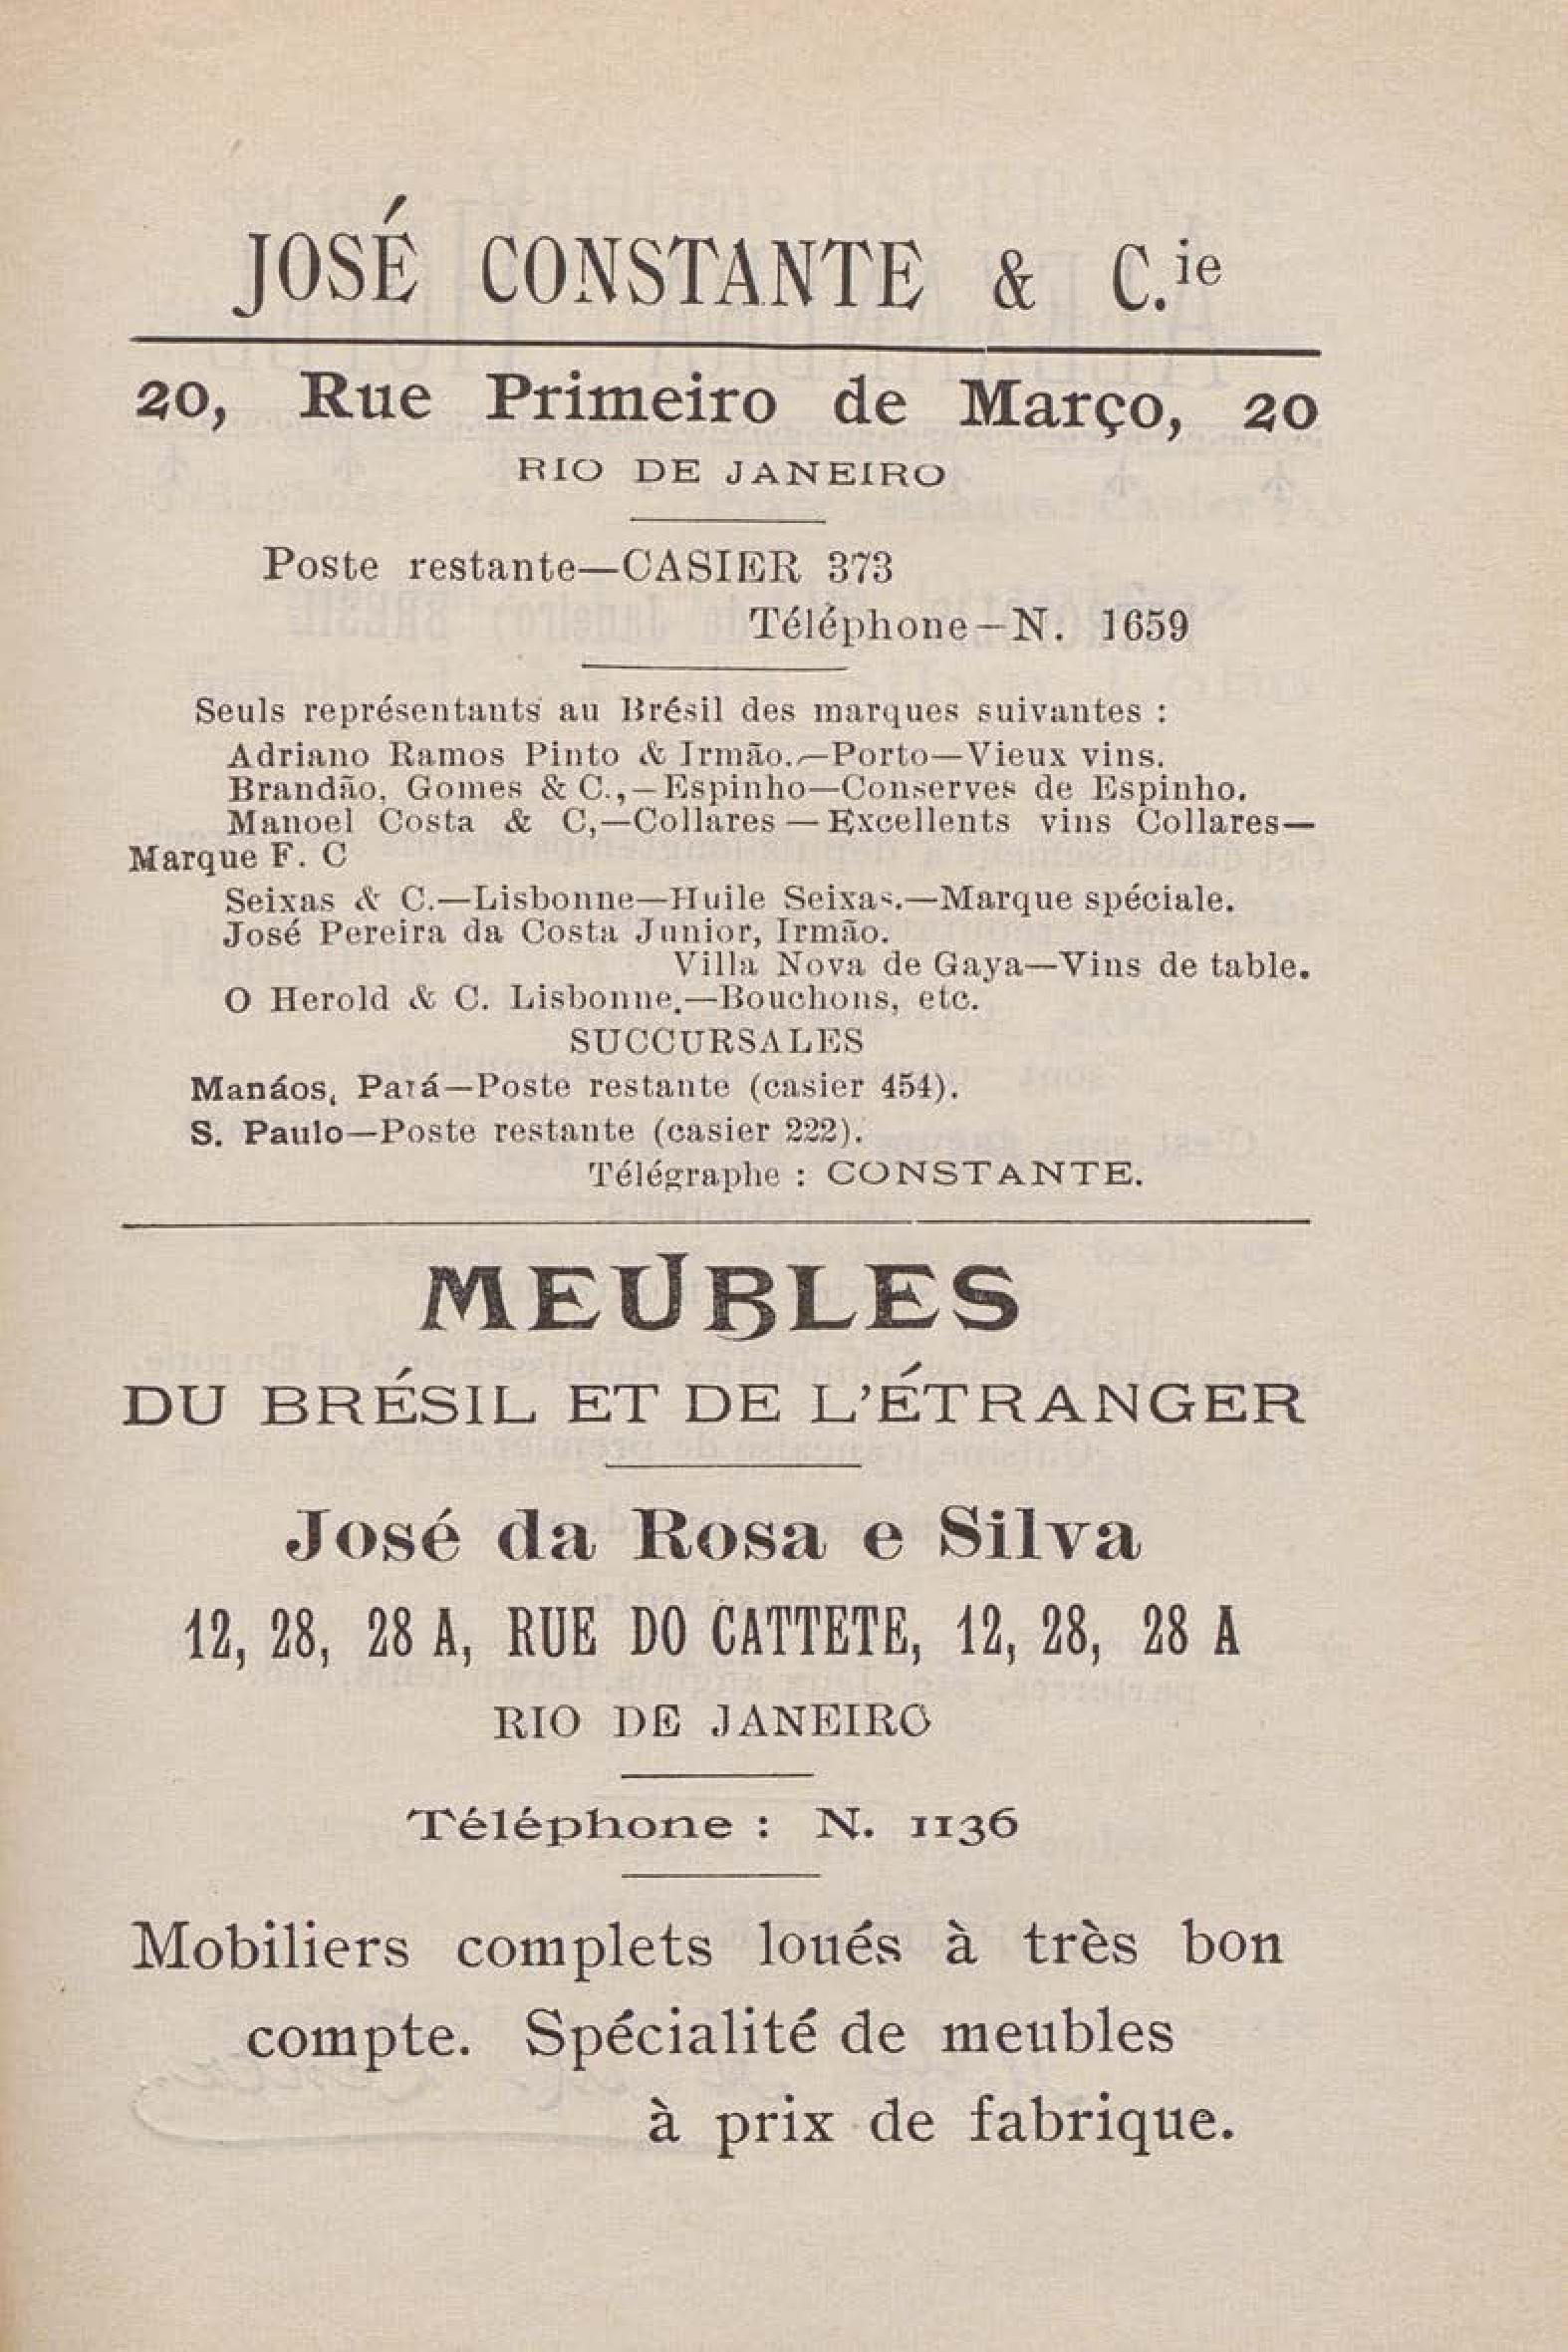 JOSÉ CONSTANTE & C.ie
20, Rue Primeiro de Março, 20
RIO DE JANEIRO
Poste restante—CASIER 373
Téléphone—N. 1659
Seuls représentants au Brésil des marques suivantes :
Adriano Ramos Pinto & Irmão.—Porto—Vieux vins.
Brandão, Gomes & C.,—Espinho—Conserves de Espinho.
Manoel Costa & C,—Collares—Excellents vins Collares—
Marque F. C
Seixas & C.—Lisbonne—Huile Seixas.—Marque spéciale.
José Pereira da Costa Junior, Irmão.
Villa Nova de Gaya—Vins de table.
O Herold & C. Lisbonne.—Bouchons, etc.
SUCCURSALES
Manáos, Pará—Poste restante (casier 454).
S. Paulo—Poste restante (casier 222).
Télégraphe : CONSTANTE.
MEUBLES
DU BRÉSIL ET DE L'ÉTRANGER
José da Rosa e Silva
12, 28, 28 A, RUE DO CATTETE, 12, 28, 28 A
RIO DE JANEIRO
Téléphone : N. 1136
Mobiliers complets loués à très bon
compte. Spécialité de meubles
à prix de fabrique.